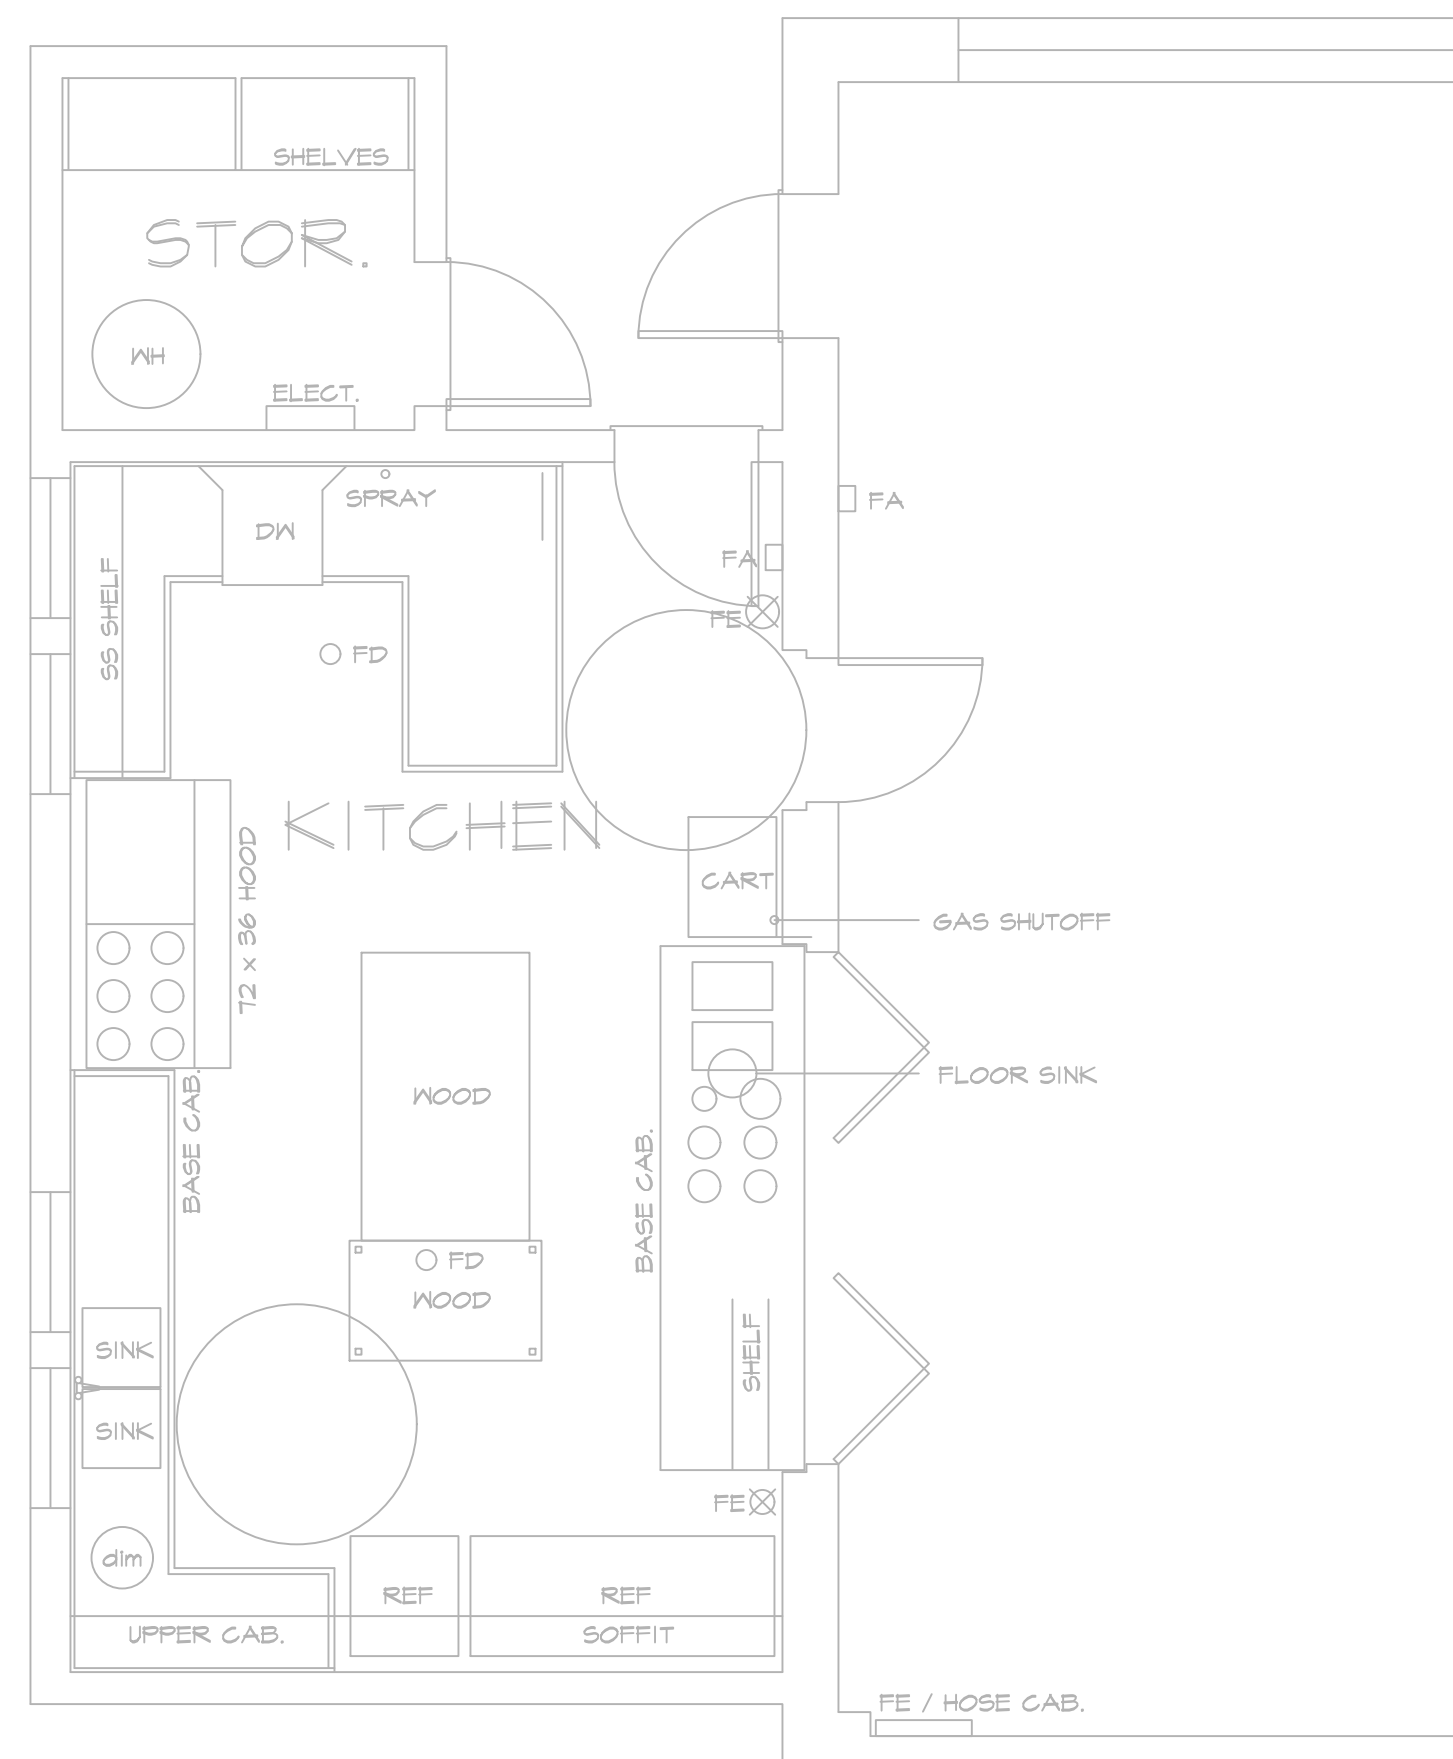 SHELVES
STOR.
WH
ELECT.
SPRAY
DW
FA
FA
SS SHELF
FE
FD
KITCHEN
72 x 36 HOOD
CART
GAS SHUTOFF
FLOOR SINK
WOOD
BASE CAB.
BASE CAB.
FD
WOOD
SINK
SHELF
SINK
FE
dim
REF
REF
UPPER CAB.
SOFFIT
FE / HOSE CAB.